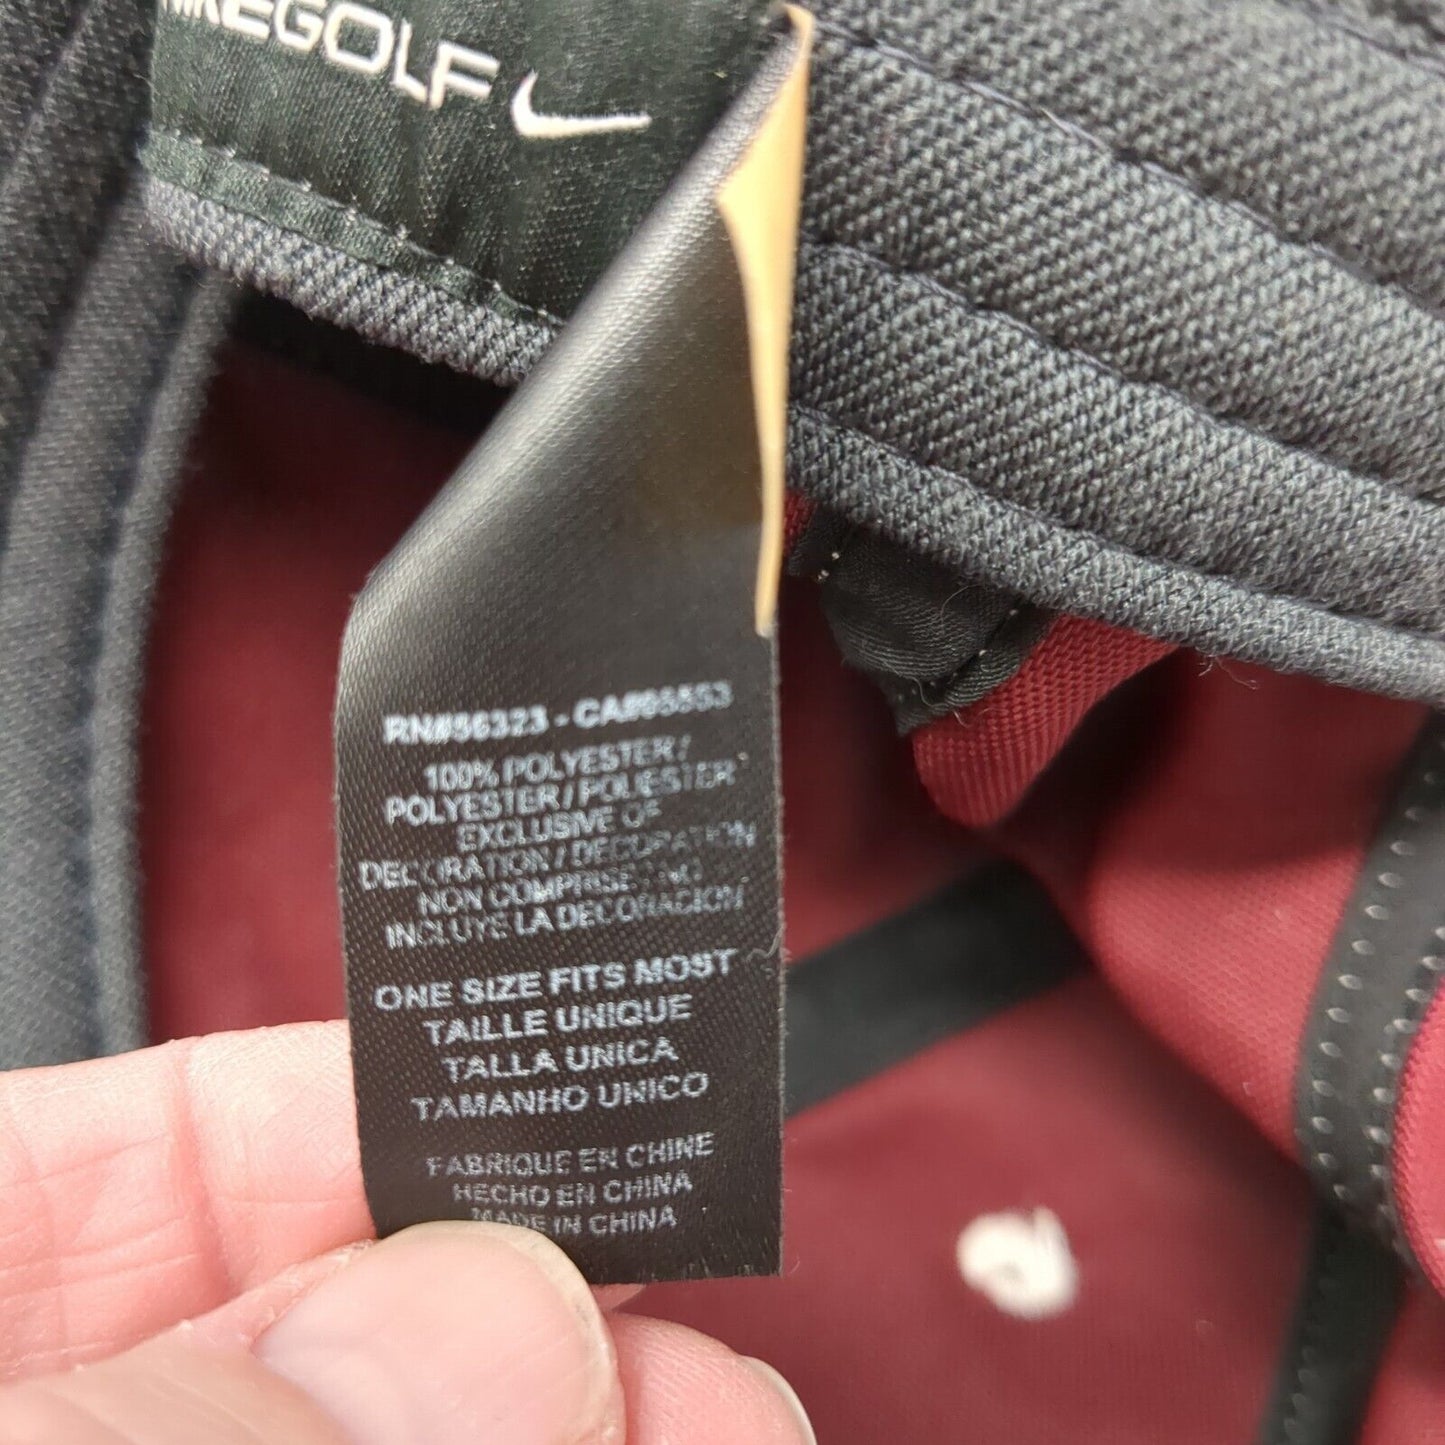 NIKEGOLF
RN#56323 - CA#05553
100% POLYESTER /
POLYESTER / POLIESTER
EXCLUSIVE OF
DECORATION / DECORATION
NON COMPRISE / NO
INCLUYE LA DECORACION
ONE SIZE FITS MOST
TAILLE UNIQUE
TALLA UNICA
TAMANHO UNICO
FABRIQUE EN CHINE
HECHO EN CHINA
MADE IN CHINA